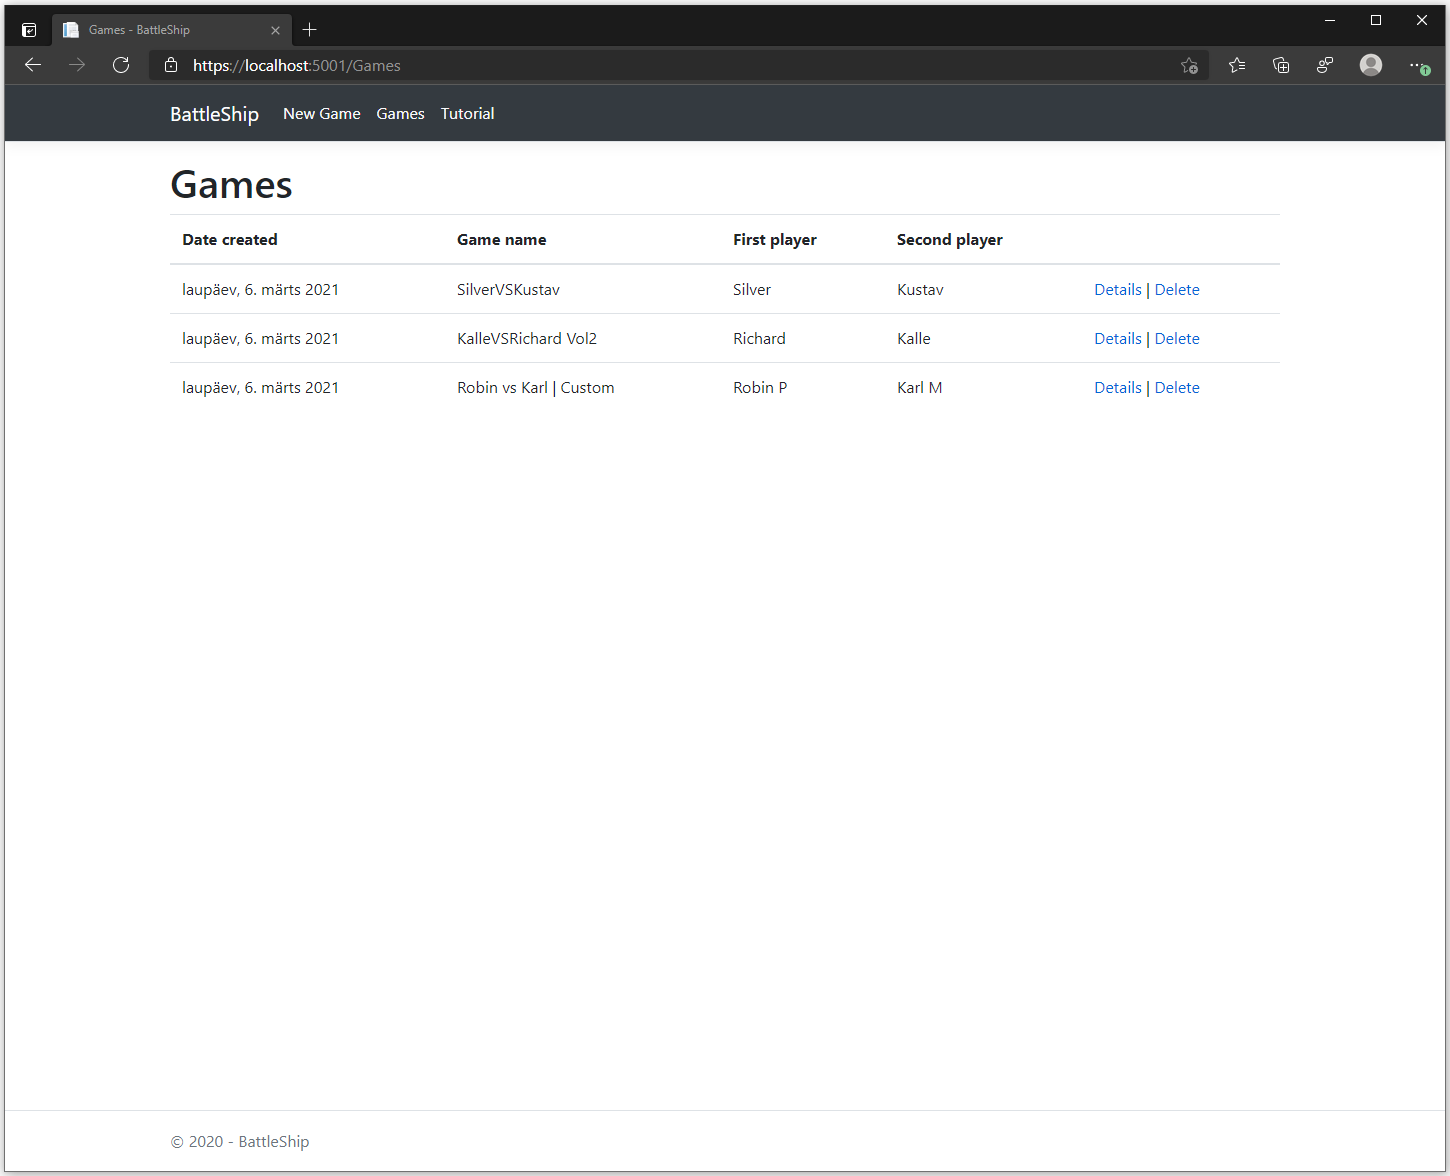 Games - BattleShip
https://localhost:5001/Games
BattleShip New Game Games Tutorial
Games
Date created Game name First player Second player
laupäev, 6. märts 2021 SilverVSKustav Silver Kustav Details | Delete
laupäev, 6. märts 2021 KalleVSRichard Vol2 Richard Kalle Details | Delete
laupäev, 6. märts 2021 Robin vs Karl | Custom Robin P Karl M Details | Delete
© 2020 - BattleShip